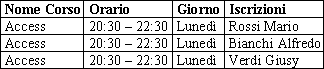 Nome Corso Orario Giorno Iscrizioni
Access 20:30 – 22:30 Lunedì Rossi Mario
Access 20:30 – 22:30 Lunedì Bianchi Alfredo
Access 20:30 – 22:30 Lunedì Verdi Giusy